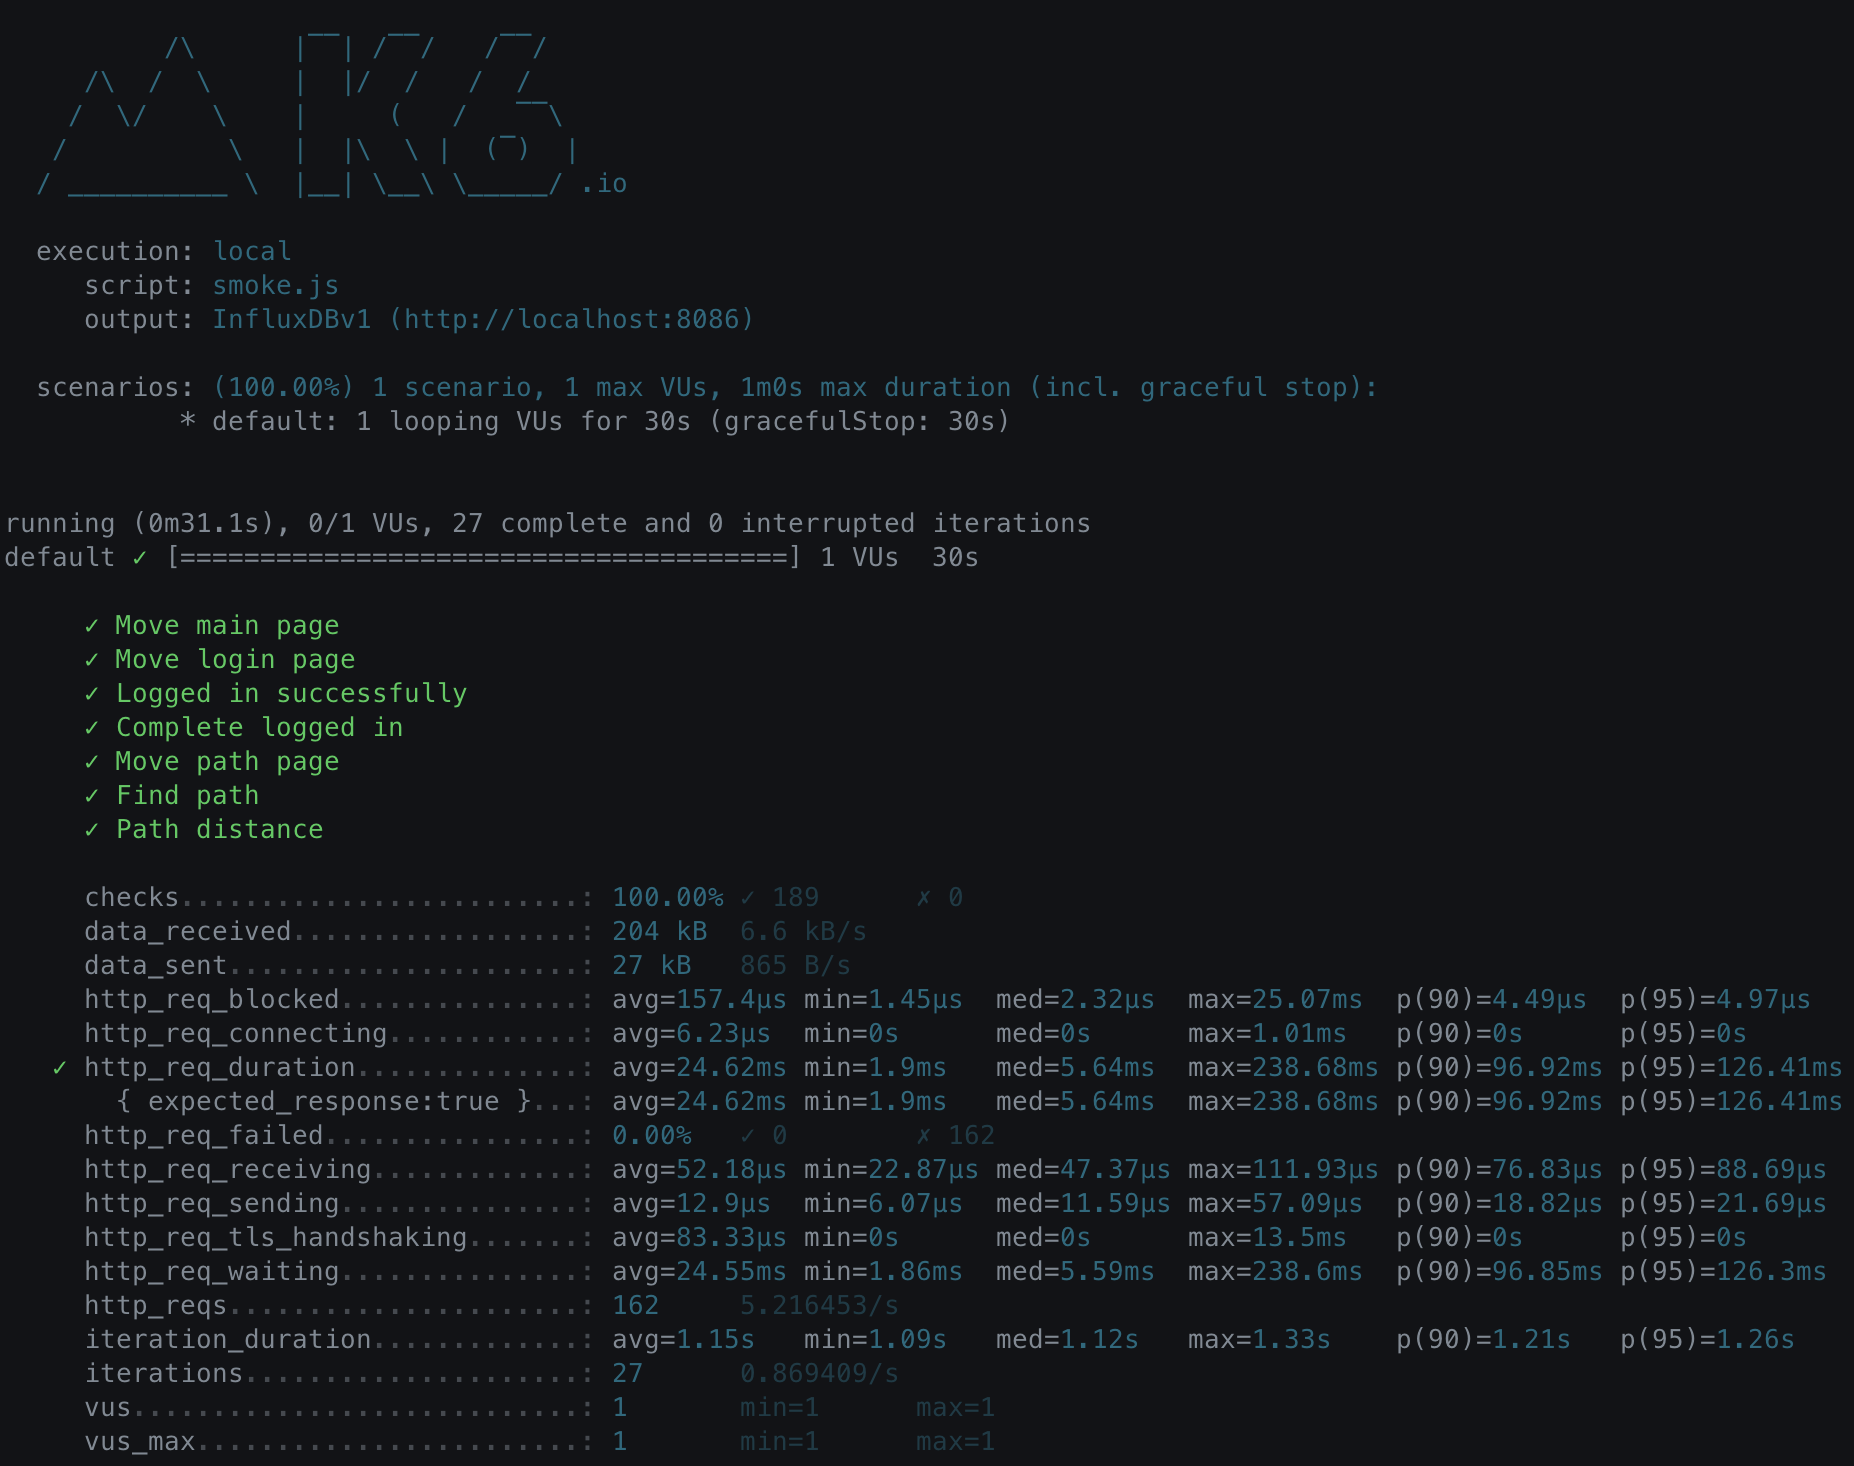 /\      |‾‾| /‾‾/   /‾‾/
     /\  /  \     |  |/  /   /  /
    /  \/    \    |     (   /   ‾‾\
   /          \   |  |\  \ |  (‾)  |
  / __________ \  |__| \__\ \_____/ .io

  execution: local
     script: smoke.js
     output: InfluxDBv1 (http://localhost:8086)

  scenarios: (100.00%) 1 scenario, 1 max VUs, 1m0s max duration (incl. graceful stop):
           * default: 1 looping VUs for 30s (gracefulStop: 30s)

running (0m31.1s), 0/1 VUs, 27 complete and 0 interrupted iterations
default ✓ [======================================] 1 VUs  30s

     ✓ Move main page
     ✓ Move login page
     ✓ Logged in successfully
     ✓ Complete logged in
     ✓ Move path page
     ✓ Find path
     ✓ Path distance

     checks.........................: 100.00% ✓ 189      ✗ 0
     data_received..................: 204 kB  6.6 kB/s
     data_sent......................: 27 kB   865 B/s
     http_req_blocked...............: avg=157.4µs min=1.45µs  med=2.32µs  max=25.07ms  p(90)=4.49µs  p(95)=4.97µs
     http_req_connecting............: avg=6.23µs  min=0s      med=0s      max=1.01ms   p(90)=0s      p(95)=0s
   ✓ http_req_duration..............: avg=24.62ms min=1.9ms   med=5.64ms  max=238.68ms p(90)=96.92ms p(95)=126.41ms
       { expected_response:true }...: avg=24.62ms min=1.9ms   med=5.64ms  max=238.68ms p(90)=96.92ms p(95)=126.41ms
     http_req_failed................: 0.00%   ✓ 0        ✗ 162
     http_req_receiving.............: avg=52.18µs min=22.87µs med=47.37µs max=111.93µs p(90)=76.83µs p(95)=88.69µs
     http_req_sending...............: avg=12.9µs  min=6.07µs  med=11.59µs max=57.09µs  p(90)=18.82µs p(95)=21.69µs
     http_req_tls_handshaking.......: avg=83.33µs min=0s      med=0s      max=13.5ms   p(90)=0s      p(95)=0s
     http_req_waiting...............: avg=24.55ms min=1.86ms  med=5.59ms  max=238.6ms  p(90)=96.85ms p(95)=126.3ms
     http_reqs......................: 162     5.216453/s
     iteration_duration.............: avg=1.15s   min=1.09s   med=1.12s   max=1.33s    p(90)=1.21s   p(95)=1.26s
     iterations.....................: 27      0.869409/s
     vus............................: 1       min=1      max=1
     vus_max........................: 1       min=1      max=1